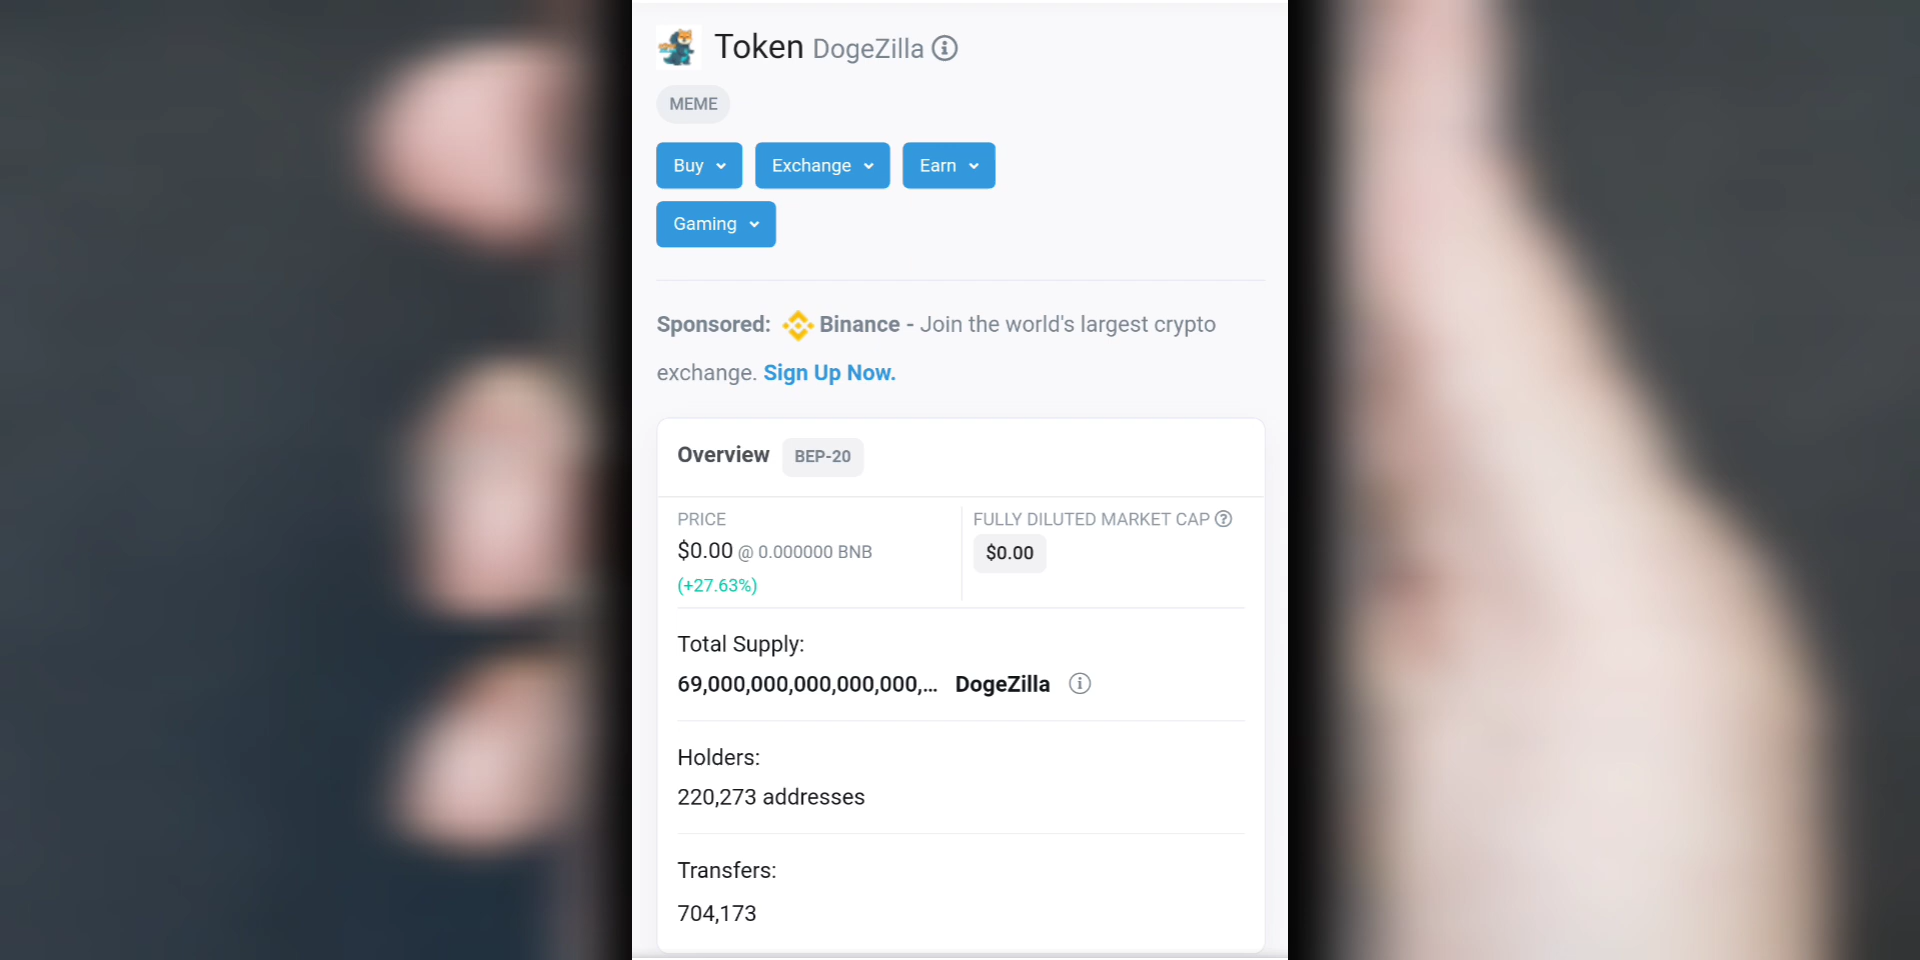 Token DogeZilla
MEME
Buy
Exchange
Earn
Gaming
Sponsored: Binance - Join the world's largest crypto
exchange. Sign Up Now.
Overview BEP-20
PRICE
$0.00 @ 0.000000 BNB
(+27.63%)
FULLY DILUTED MARKET CAP
$0.00
Total Supply:
69,000,000,000,000,000,... DogeZilla
Holders:
220,273 addresses
Transfers:
704,173